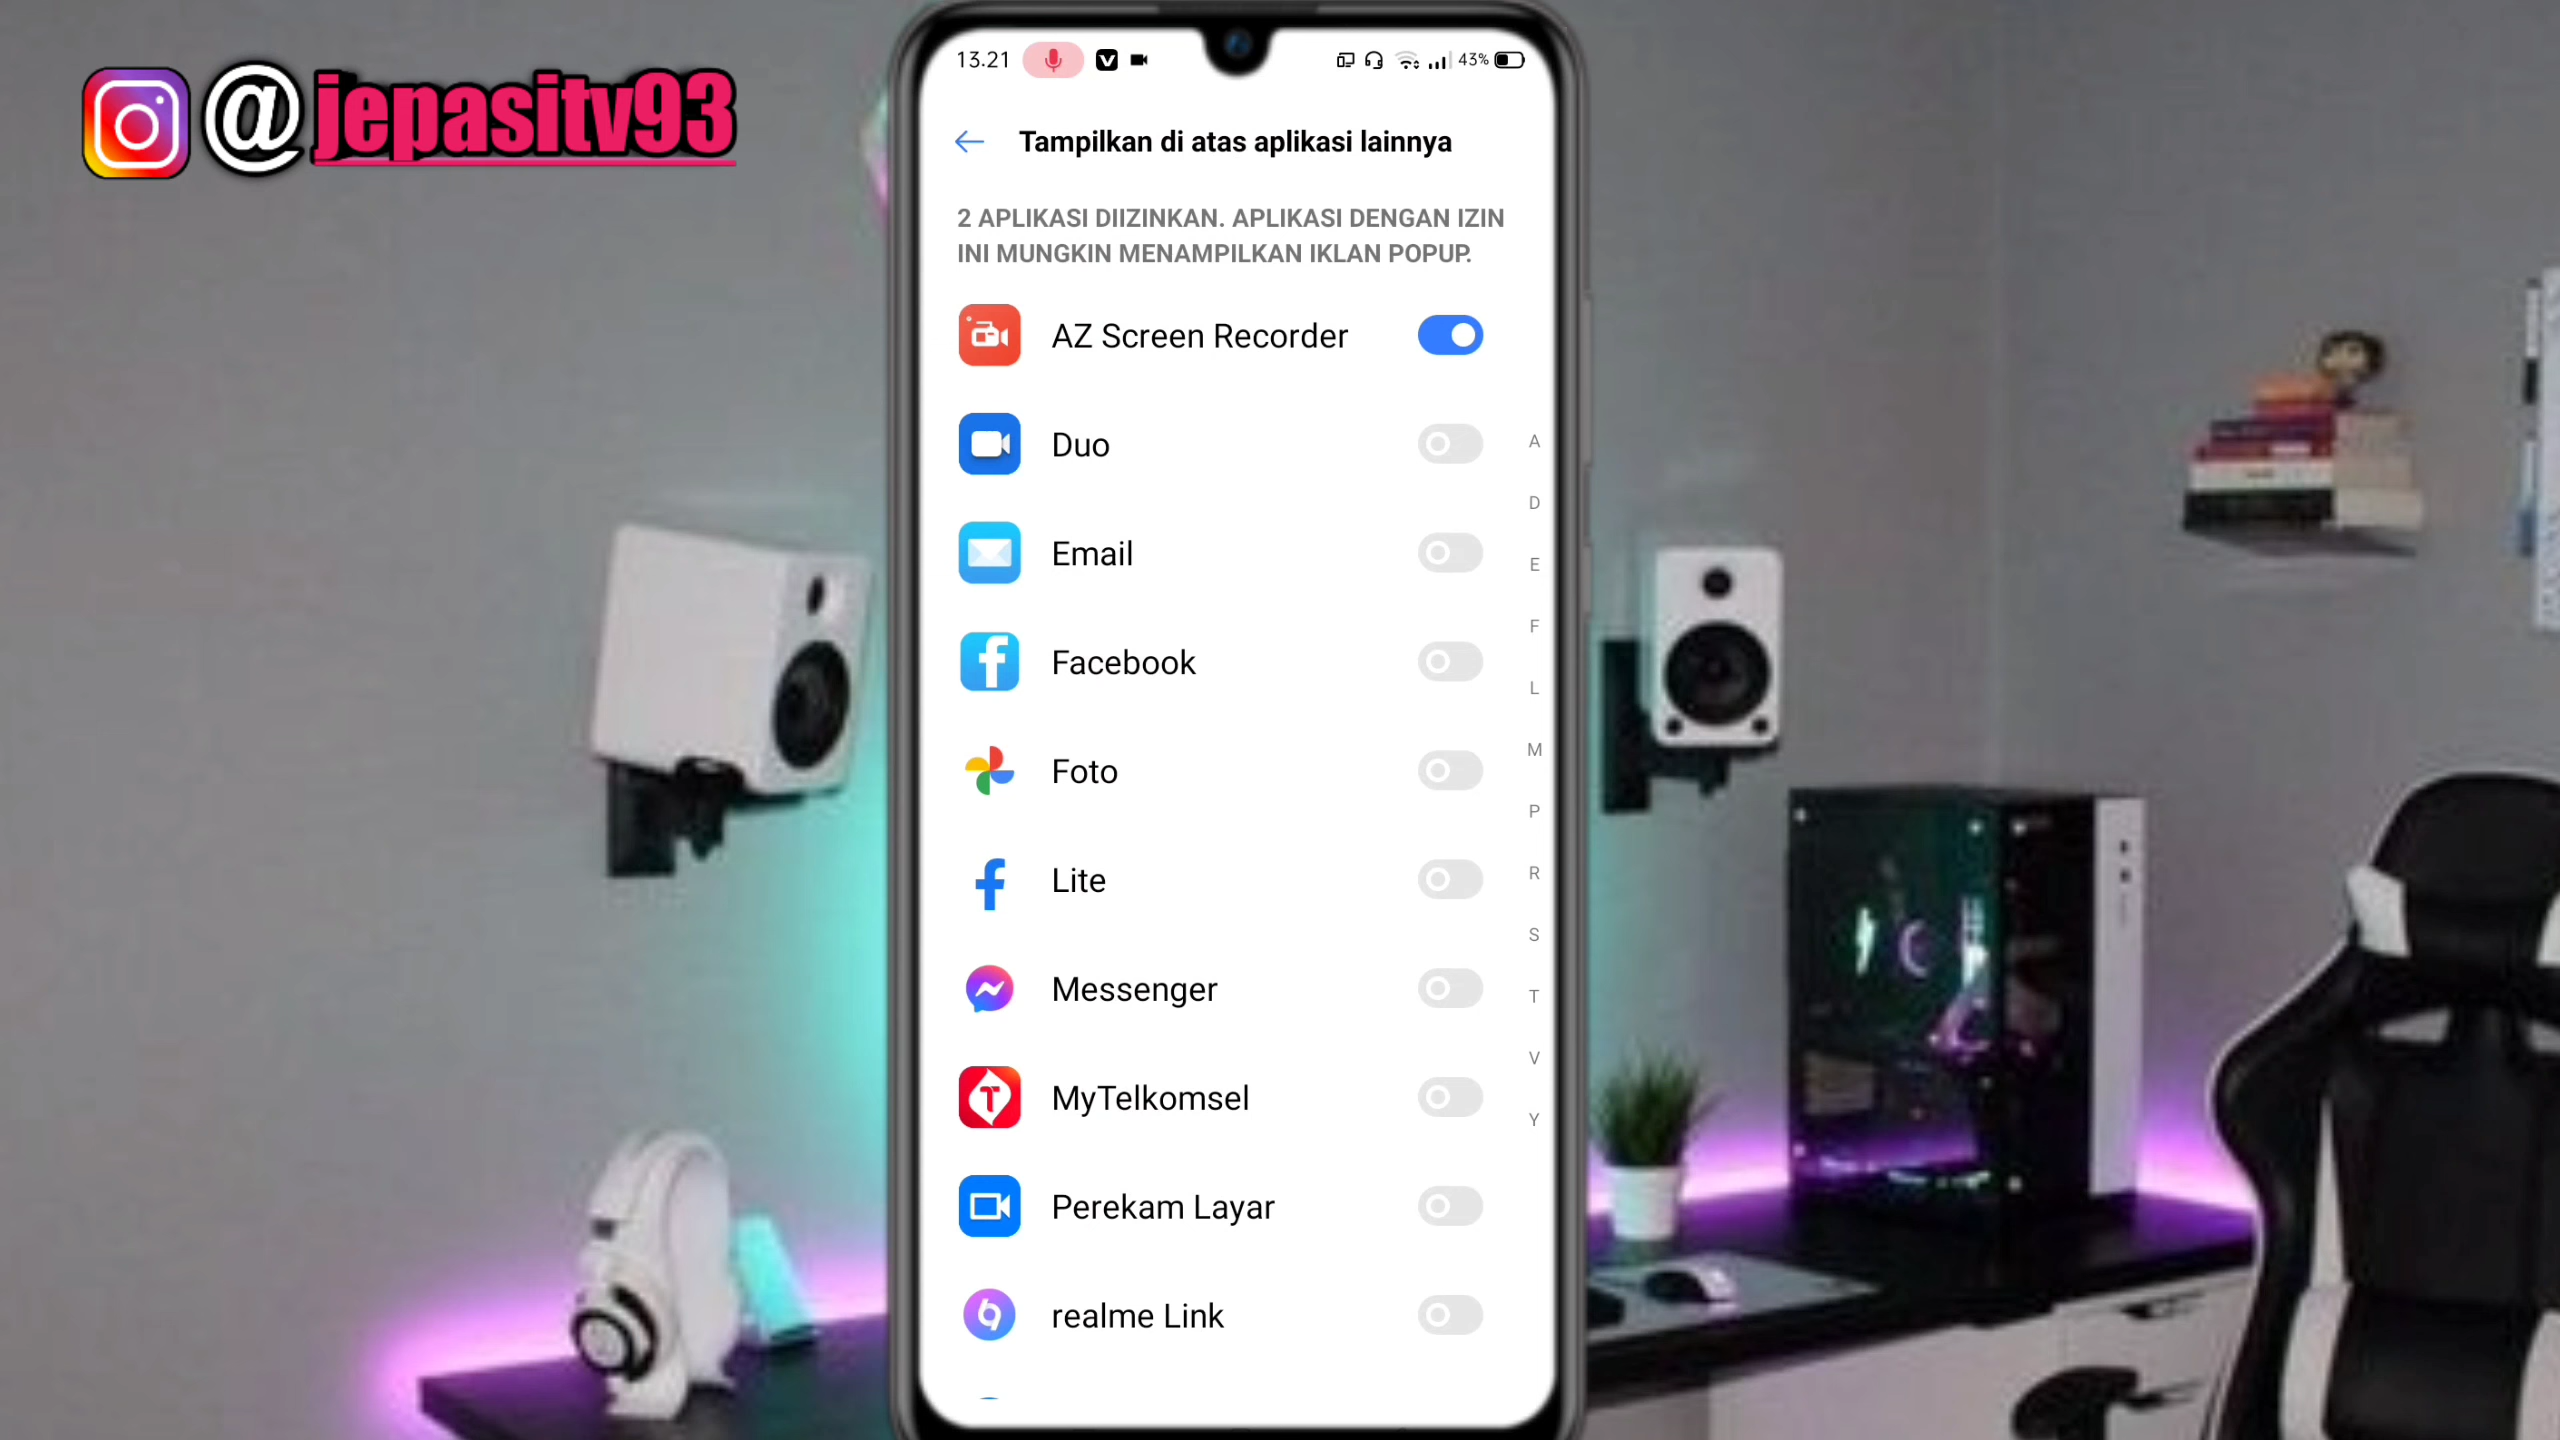 @jepasitv93
13.21
43%
Tampilkan di atas aplikasi lainnya
2 APLIKASI DIIZINKAN. APLIKASI DENGAN IZIN
INI MUNGKIN MENAMPILKAN IKLAN POPUP.
AZ Screen Recorder
Duo
Email
Facebook
Foto
Lite
Messenger
MyTelkomsel
Perekam Layar
realme Link
A
D
E
F
L
M
P
R
S
T
V
Y